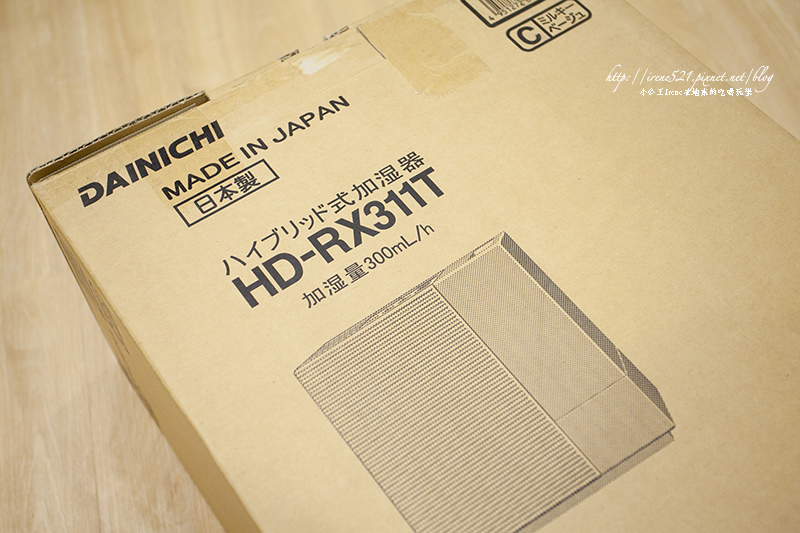 C ミルキー
ベージュ
http://irene521.pixnet.net/blog
DAINICHI
MADE IN JAPAN
日本製
ハイブリッド式加湿器
HD-RX311T
加湿量300mL/h